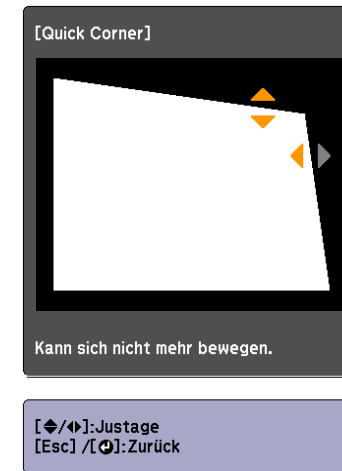 [Quick Corner]
Kann sich nicht mehr bewegen.
[◆/◆]:Justage
[Esc] /[⏎]:Zurück